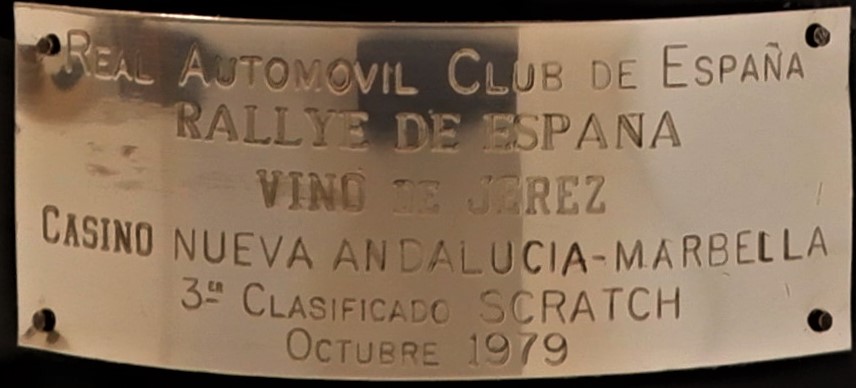 REAL AUTOMOVIL CLUB DE ESPAÑA
RALLYE DE ESPANA
VINO DE JEREZ
CASINO NUEVA ANDALUCIA-MARBELLA
3ER CLASIFICADO SCRATCH
OCTUBRE 1979